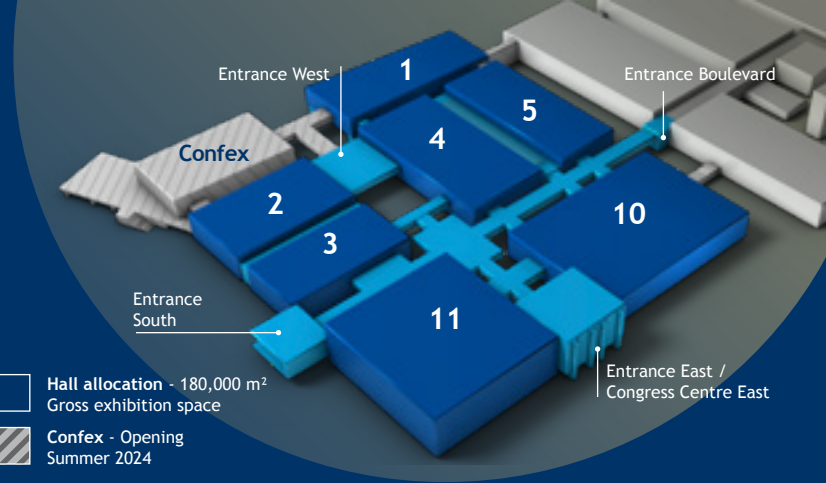 Entrance West
1
Entrance Boulevard
5
4
Confex
2
10
3
Entrance
South
11
Entrance East /
Congress Centre East
Hall allocation - 180,000 m²
Gross exhibition space
Confex - Opening
Summer 2024